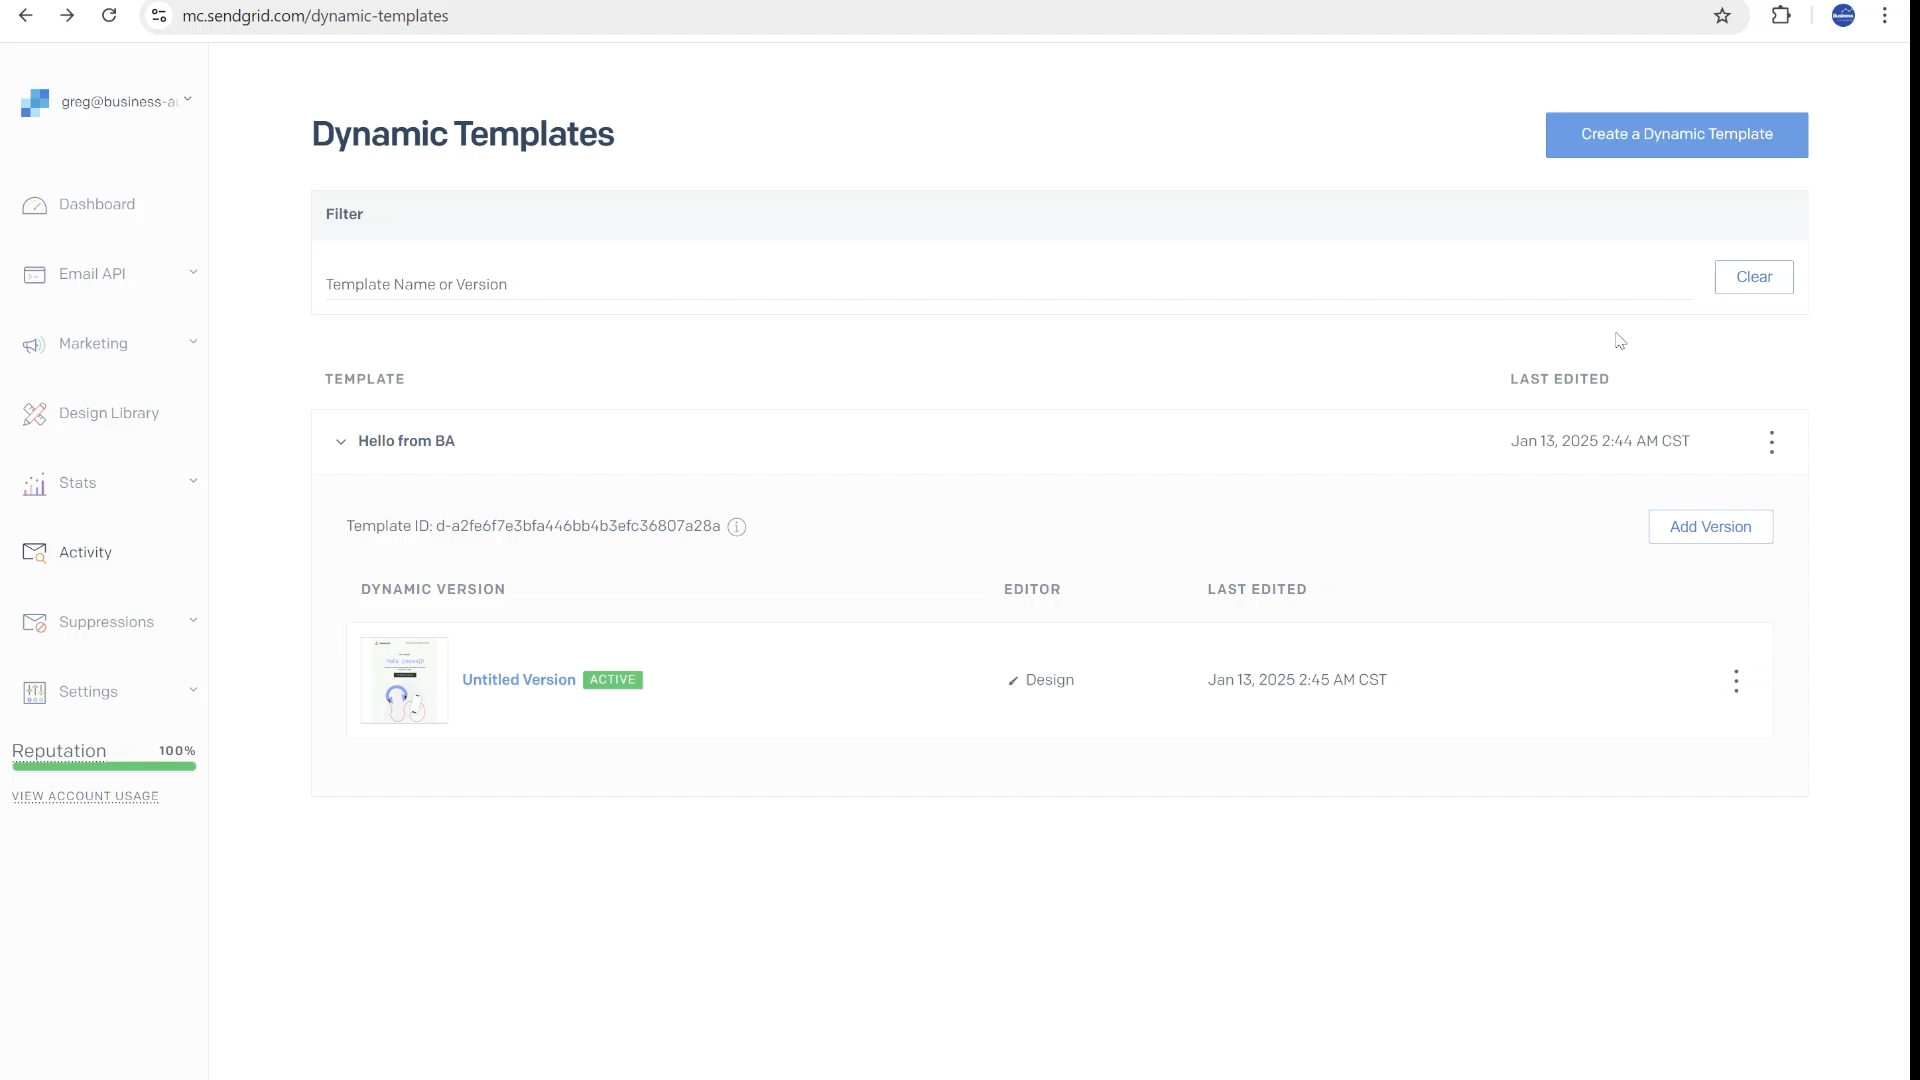 mc.sendgrid.com/dynamic-templates
greg@business-au
Dashboard
Email API
Marketing
Design Library
Stats
Activity
Suppressions
Settings
Reputation 100%
VIEW ACCOUNT USAGE
Dynamic Templates
Create a Dynamic Template
Filter
Template Name or Version
Clear
TEMPLATE LAST EDITED
Hello from BA Jan 13, 2025 2:44 AM CST
Template ID: d-a2fe6f7e3bfa446bb4b3efc36807a28a
Add Version
DYNAMIC VERSION EDITOR LAST EDITED
Untitled Version ACTIVE Design Jan 13, 2025 2:45 AM CST